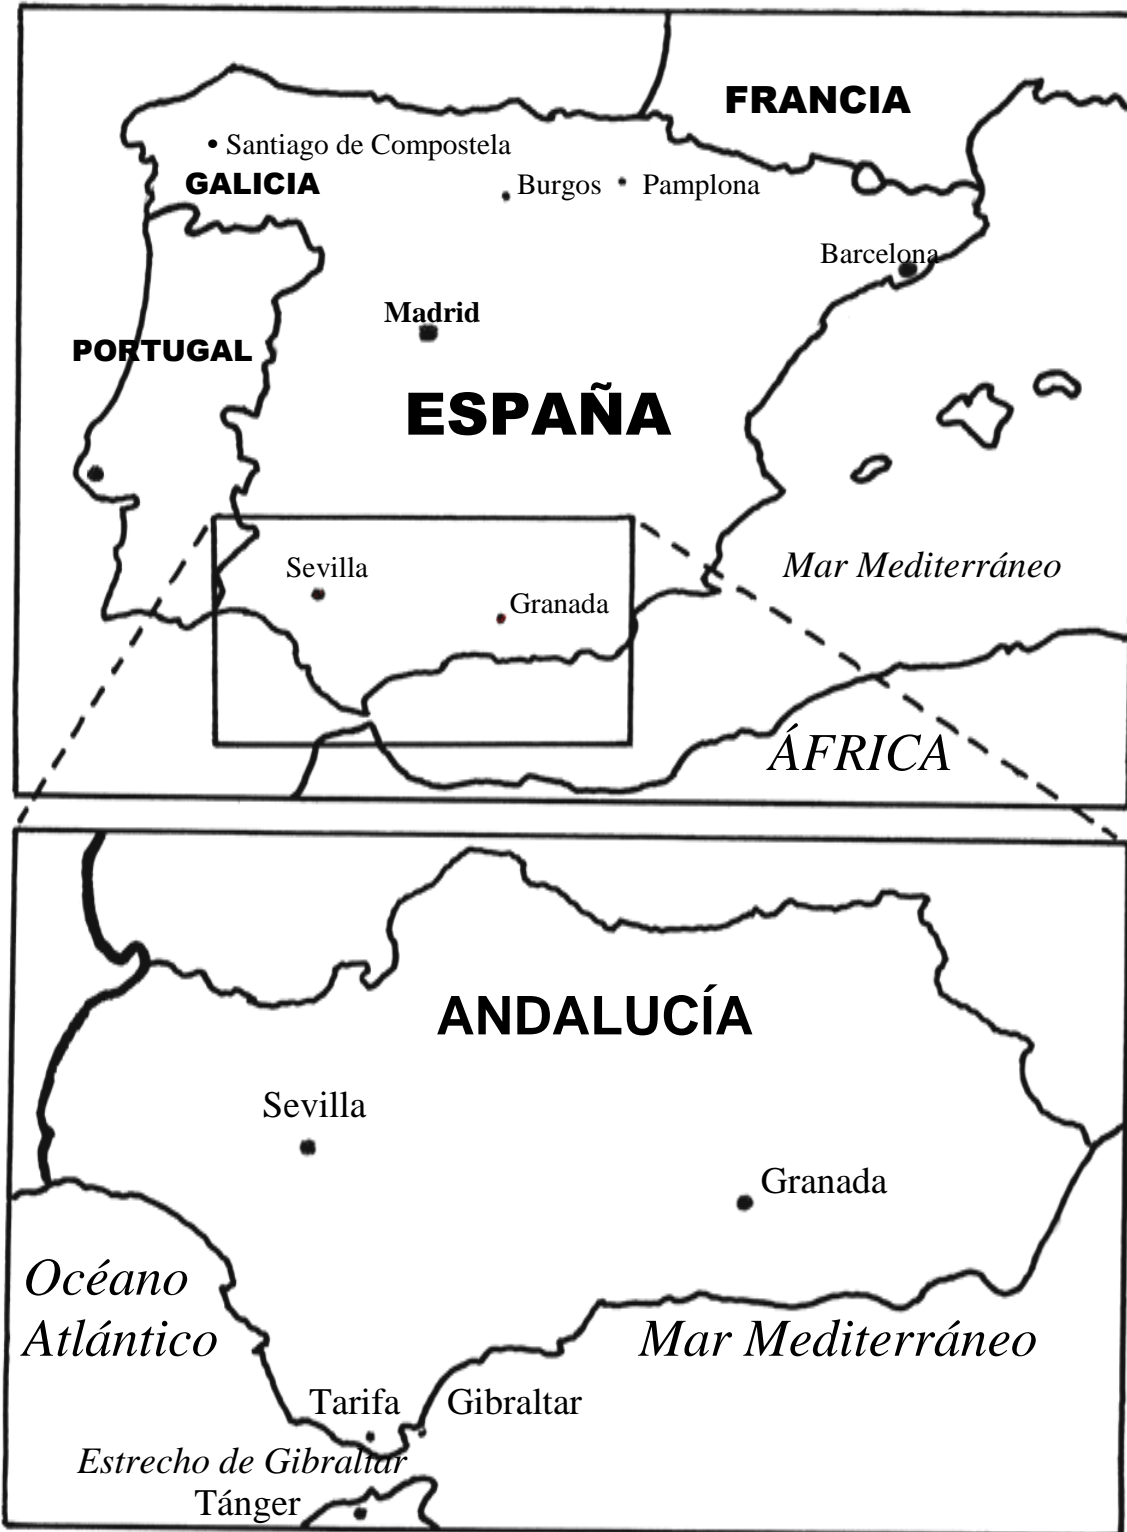 FRANCIA
• Santiago de Compostela
GALICIA
Burgos
Pamplona
Barcelona
Madrid
PORTUGAL
ESPAÑA
Sevilla
Mar Mediterráneo
Granada
ÁFRICA
ANDALUCÍA
Sevilla
Granada
Océano
Atlántico
Mar Mediterráneo
Tarifa
Gibraltar
Estrecho de Gibraltar
Tánger